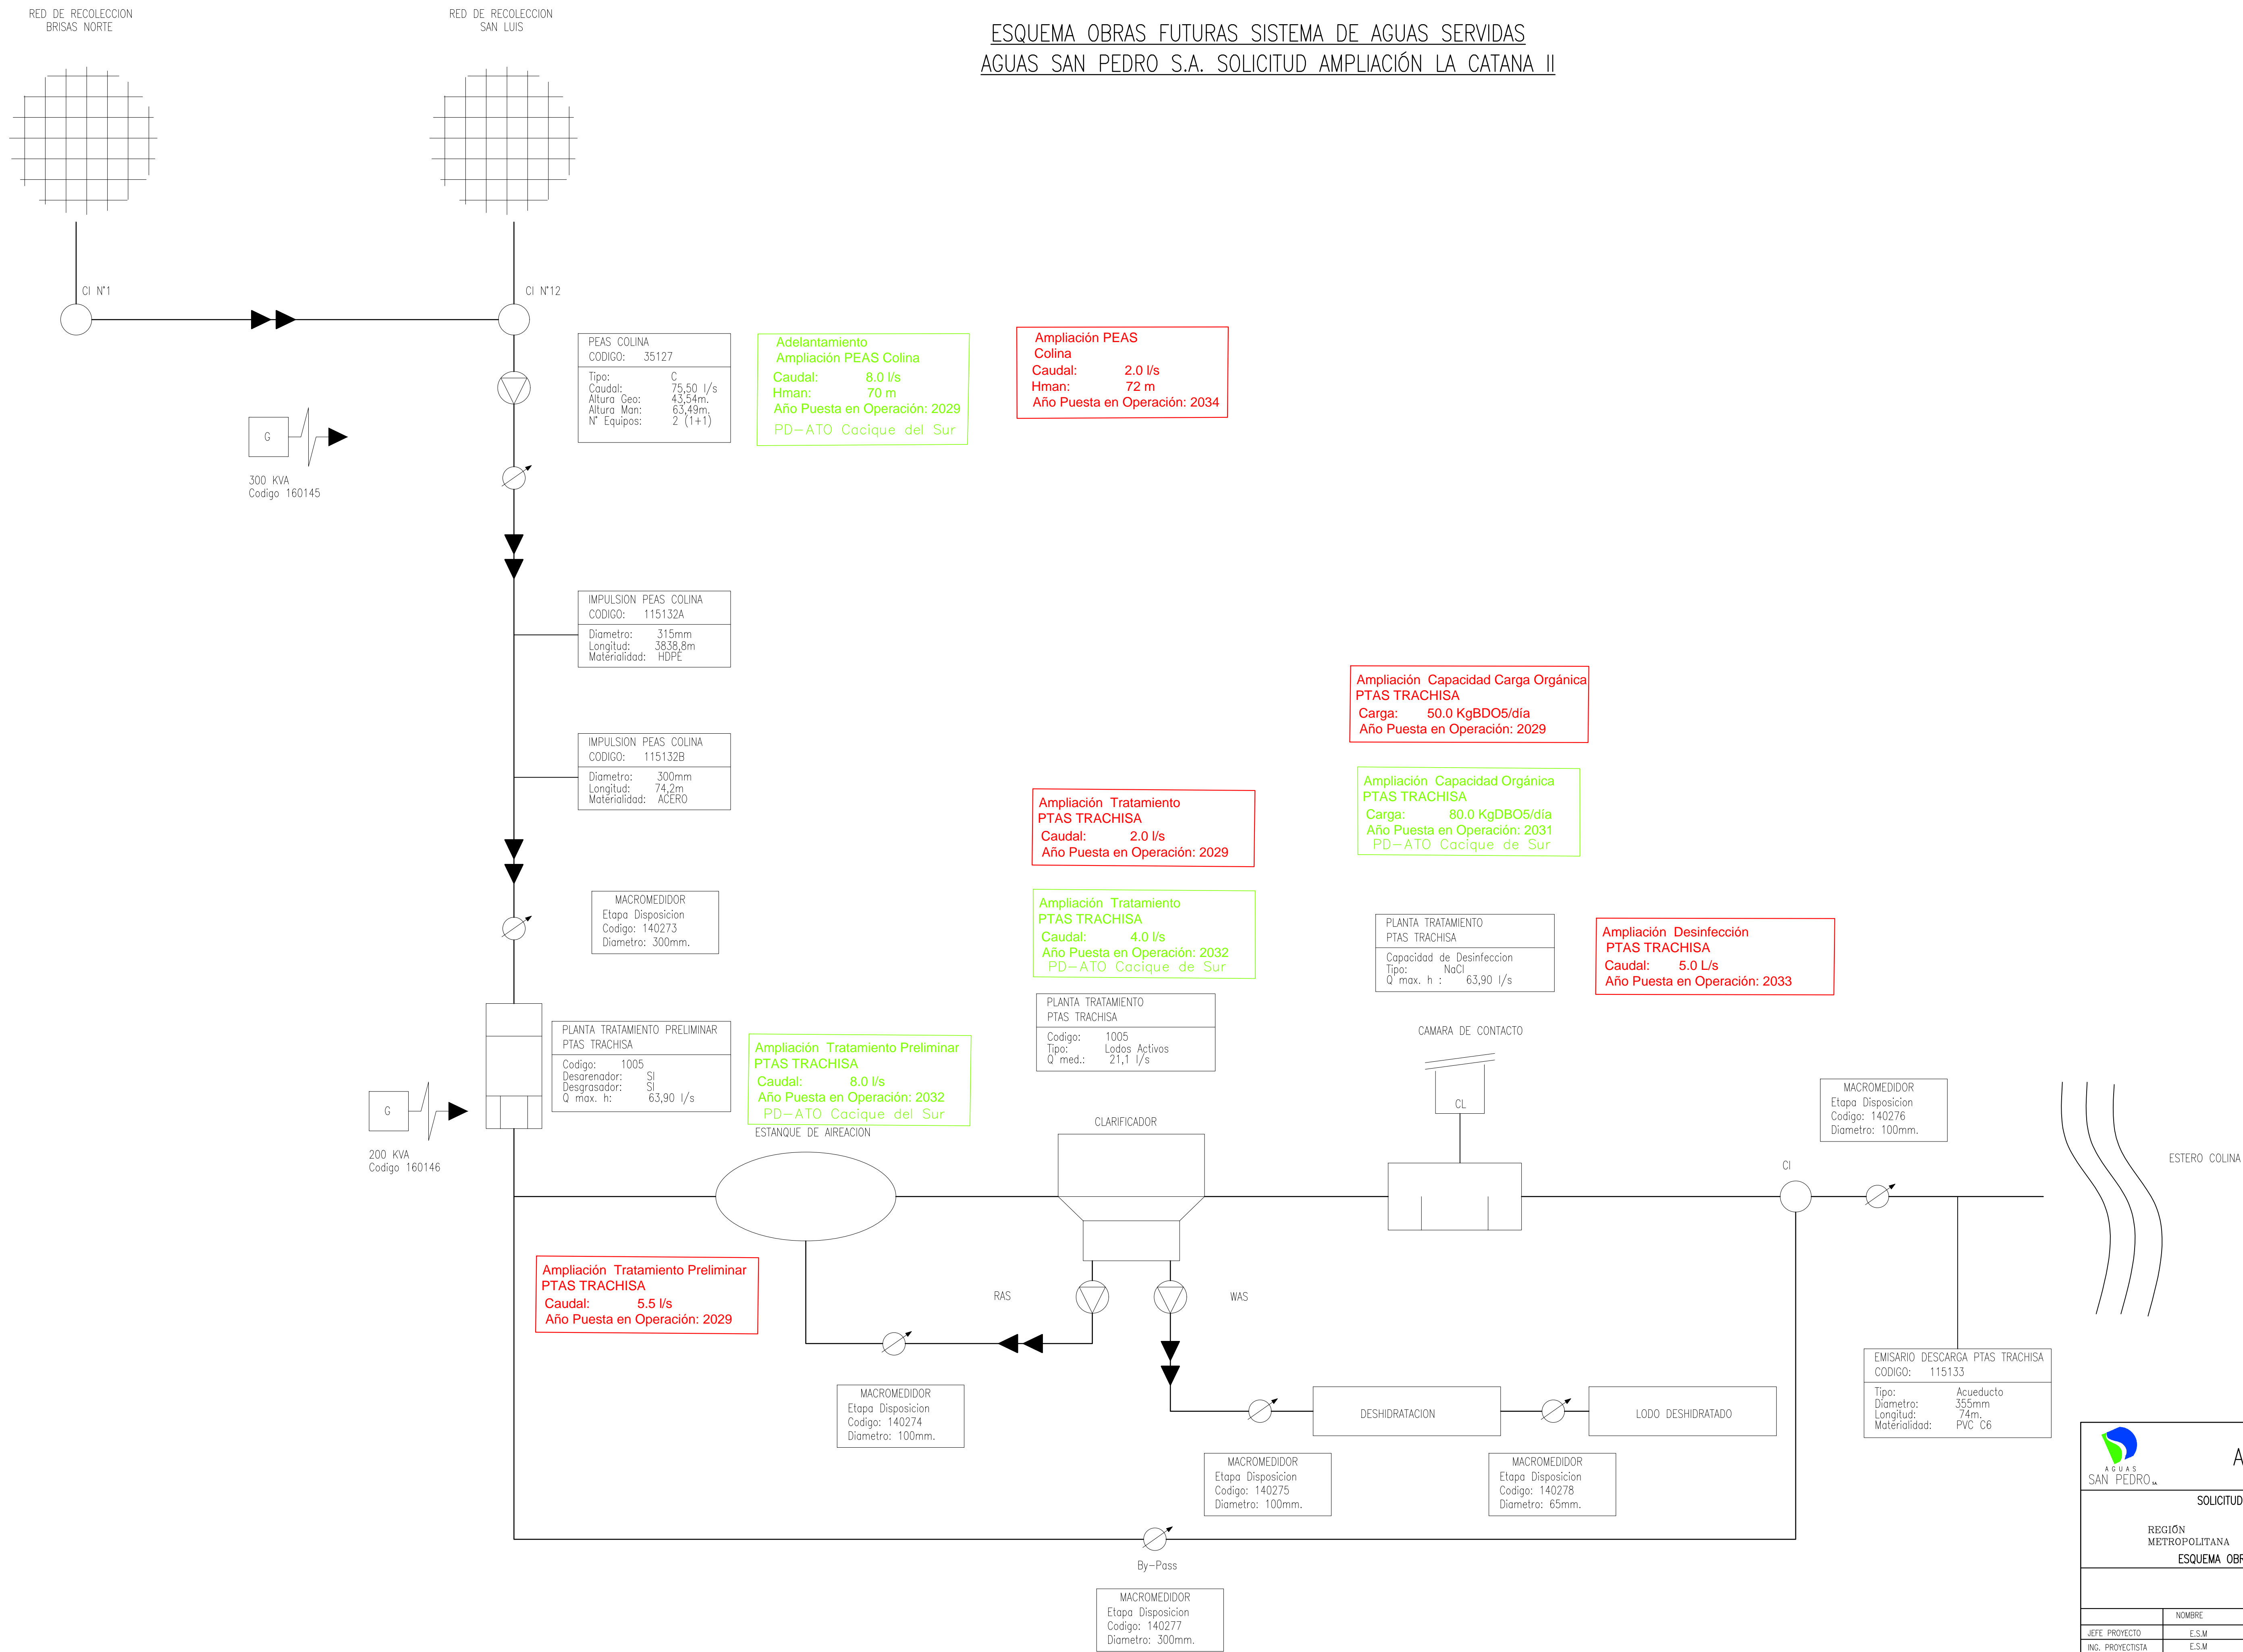 RED DE RECOLECCION
BRISAS NORTE
RED DE RECOLECCION
SAN LUIS
ESQUEMA OBRAS FUTURAS SISTEMA DE AGUAS SERVIDAS
AGUAS SAN PEDRO S.A. SOLICITUD AMPLIACIÓN LA CATANA II
CI N°1
CI N°12
PEAS COLINA
CODIGO: 35127
Tipo: C
Caudal: 75,50 l/s
Altura Geo: 43,54m.
Altura Man: 63,49m.
N° Equipos: 2 (1+1)
Adelantamiento
Ampliación PEAS Colina
Caudal: 8.0 l/s
Hman: 70 m
Año Puesta en Operación: 2029
PD-ATO Cacique del Sur
Ampliación PEAS
Colina
Caudal: 2.0 l/s
Hman: 72 m
Año Puesta en Operación: 2034
G
300 KVA
Codigo 160145
IMPULSION PEAS COLINA
CODIGO: 115132A
Diametro: 315mm
Longitud: 3838,8m
Materialidad: HDPE
IMPULSION PEAS COLINA
CODIGO: 115132B
Diametro: 300mm
Longitud: 74,2m
Materialidad: ACERO
Ampliación Capacidad Carga Orgánica
PTAS TRACHISA
Carga: 50.0 KgBDO5/día
Año Puesta en Operación: 2029
Ampliación Capacidad Orgánica
PTAS TRACHISA
Carga: 80.0 KgDBO5/día
Año Puesta en Operación: 2031
PD-ATO Cacique de Sur
Ampliación Tratamiento
PTAS TRACHISA
Caudal: 2.0 l/s
Año Puesta en Operación: 2029
Ampliación Tratamiento
PTAS TRACHISA
Caudal: 4.0 l/s
Año Puesta en Operación: 2032
PD-ATO Cacique de Sur
MACROMEDIDOR
Etapa Disposicion
Codigo: 140273
Diametro: 300mm.
PLANTA TRATAMIENTO
PTAS TRACHISA
Capacidad de Desinfeccion
Tipo: NaCl
Q max. h : 63,90 l/s
Ampliación Desinfección
PTAS TRACHISA
Caudal: 5.0 L/s
Año Puesta en Operación: 2033
PLANTA TRATAMIENTO
PTAS TRACHISA
Codigo: 1005
Tipo: Lodos Activos
Q med.: 21,1 l/s
PLANTA TRATAMIENTO PRELIMINAR
PTAS TRACHISA
Codigo: 1005
Desarenador: SI
Desgrasador: SI
Q max. h: 63,90 l/s
Ampliación Tratamiento Preliminar
PTAS TRACHISA
Caudal: 8.0 l/s
Año Puesta en Operación: 2032
PD-ATO Cacique del Sur
CAMARA DE CONTACTO
CL
G
200 KVA
Codigo 160146
ESTANQUE DE AIREACION
CLARIFICADOR
MACROMEDIDOR
Etapa Disposicion
Codigo: 140276
Diametro: 100mm.
CI
ESTERO COLINA
Ampliación Tratamiento Preliminar
PTAS TRACHISA
Caudal: 5.5 l/s
Año Puesta en Operación: 2029
RAS
WAS
MACROMEDIDOR
Etapa Disposicion
Codigo: 140274
Diametro: 100mm.
DESHIDRATACION
LODO DESHIDRATADO
EMISARIO DESCARGA PTAS TRACHISA
CODIGO: 115133
Tipo: Acueducto
Diametro: 355mm
Longitud: 74m.
Materialidad: PVC C6
MACROMEDIDOR
Etapa Disposicion
Codigo: 140275
Diametro: 100mm.
MACROMEDIDOR
Etapa Disposicion
Codigo: 140278
Diametro: 65mm.
By-Pass
MACROMEDIDOR
Etapa Disposicion
Codigo: 140277
Diametro: 300mm.
AGUAS
SAN PEDRO S.A.
A
SOLICITUD
REGIÓN
METROPOLITANA
ESQUEMA OBR
NOMBRE
JEFE PROYECTO E.S.M
ING. PROYECTISTA E.S.M